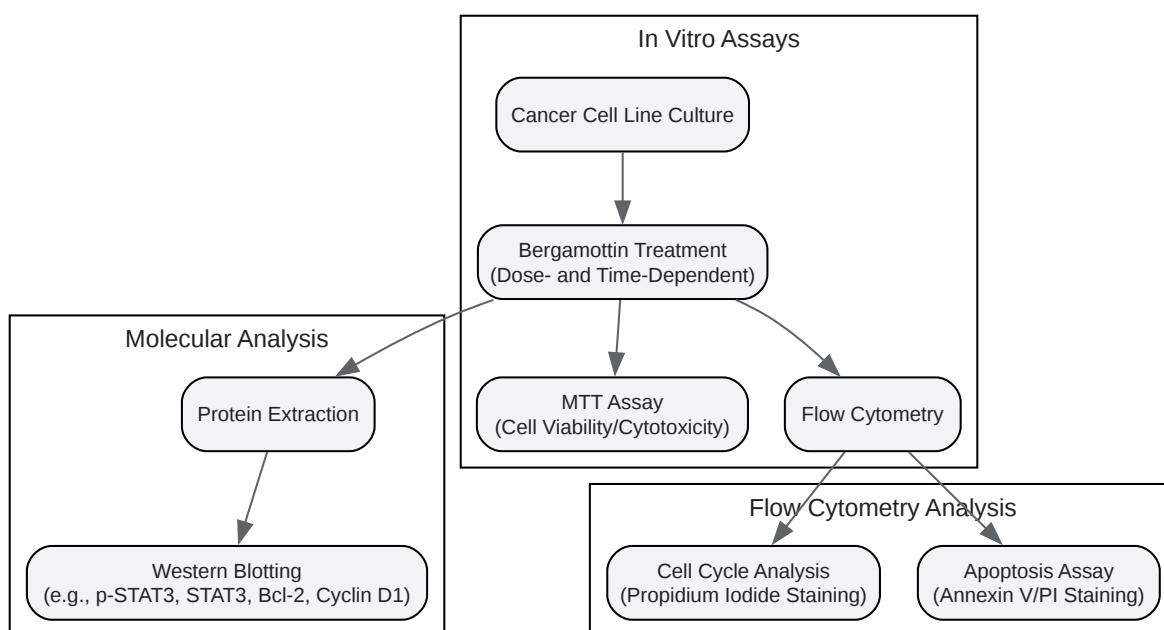 In Vitro Assays
Cancer Cell Line Culture
Bergamottin Treatment
(Dose- and Time-Dependent)
Molecular Analysis
Protein Extraction
MTT Assay
(Cell Viability/Cytotoxicity)
Flow Cytometry
Flow Cytometry Analysis
Western Blotting
(e.g., p-STAT3, STAT3, Bcl-2, Cyclin D1)
Cell Cycle Analysis
(Propidium Iodide Staining)
Apoptosis Assay
(Annexin V/PI Staining)